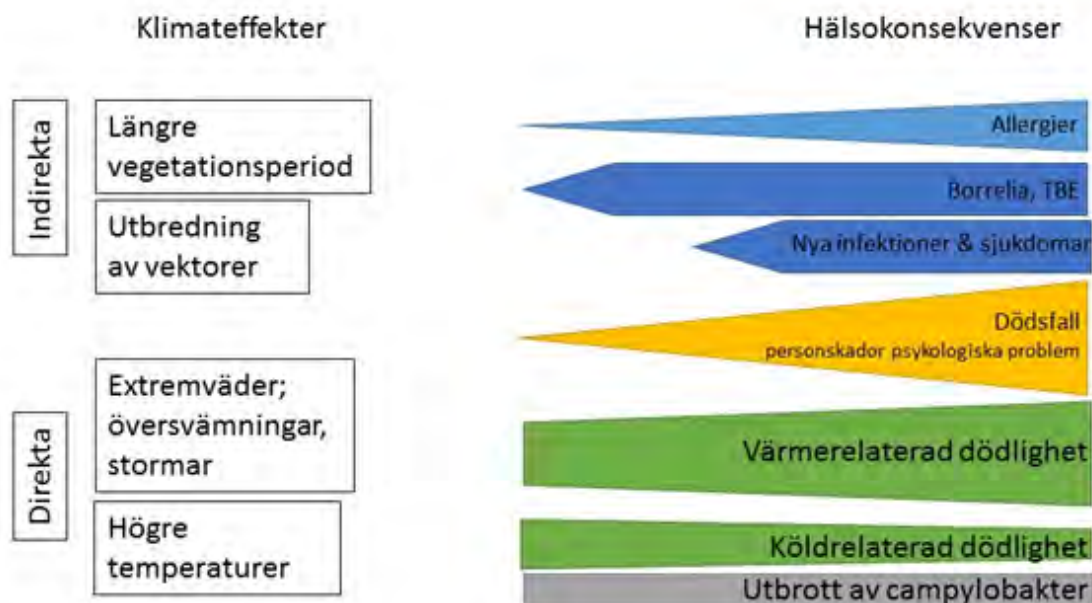 Klimateffekter
Hälsokonsekvenser
Indirekta
Längre
vegetationsperiod
Utbredning
av vektorer
Direkta
Extremväder;
översvämningar,
stormar
Högre
temperaturer
Allergier
Borrelia, TBE
Nya infektioner & sjukdomar
Dödsfall
personskador psykologiska problem
Värmerelaterad dödlighet
Köldrelaterad dödlighet
Utbrott av campylobakter